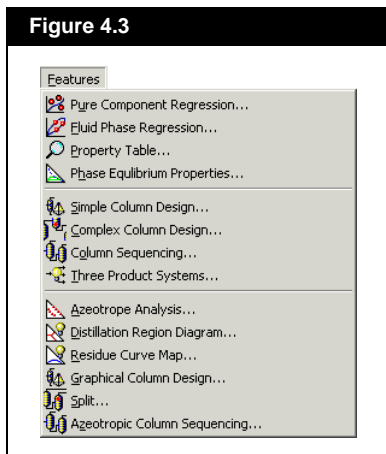 Figure 4.3
Features
Pure Component Regression...
Fluid Phase Regression...
Property Table...
Phase Equlibrium Properties...
Simple Column Design...
Complex Column Design...
Column Sequencing...
Three Product Systems...
Azeotrope Analysis...
Distillation Region Diagram...
Residue Curve Map...
Graphical Column Design...
Split...
Azeotropic Column Sequencing...